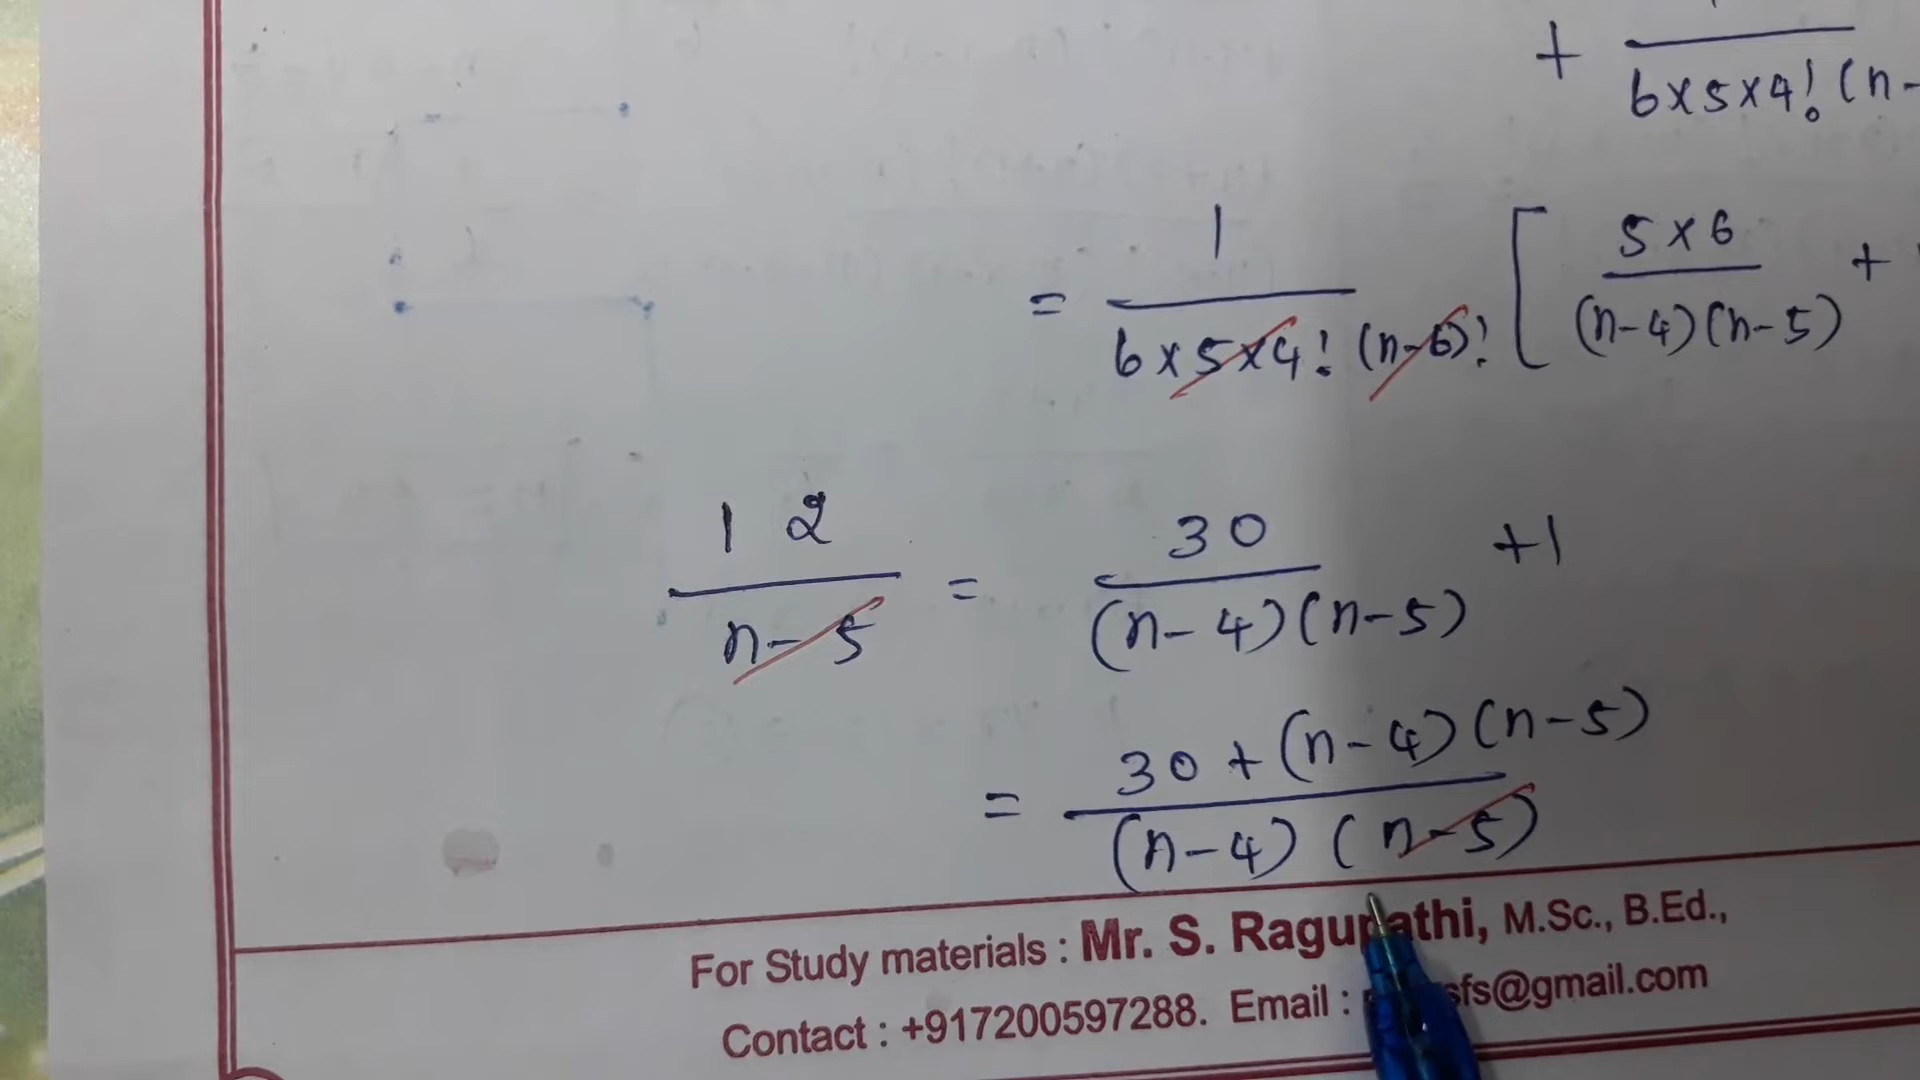 + 1/(6×5×4! (n-
= 1/(6×5×4! (n-6)!) [ (5×6)/((n-4)(n-5)) +
12/(n-5) = 30/((n-4)(n-5)) +1
= (30+(n-4)(n-5))/((n-4)(n-5))
For Study materials : Mr. S. Ragupathi, M.Sc., B.Ed.,
Contact : +917200597288. Email : sfs@gmail.com